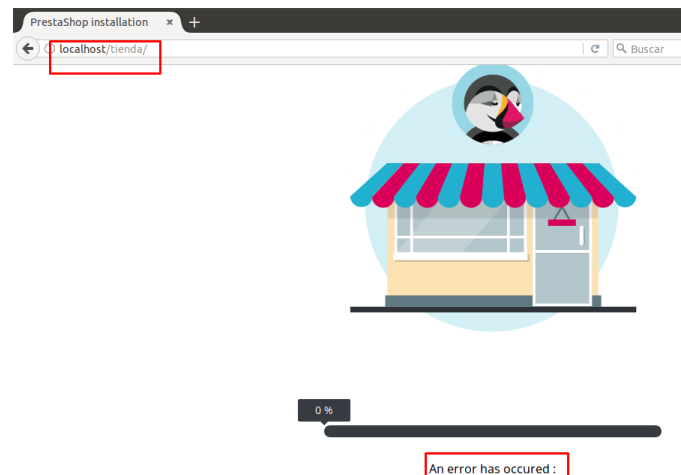 PrestaShop installation
localhost/tienda/
Buscar
0 %
An error has occured :